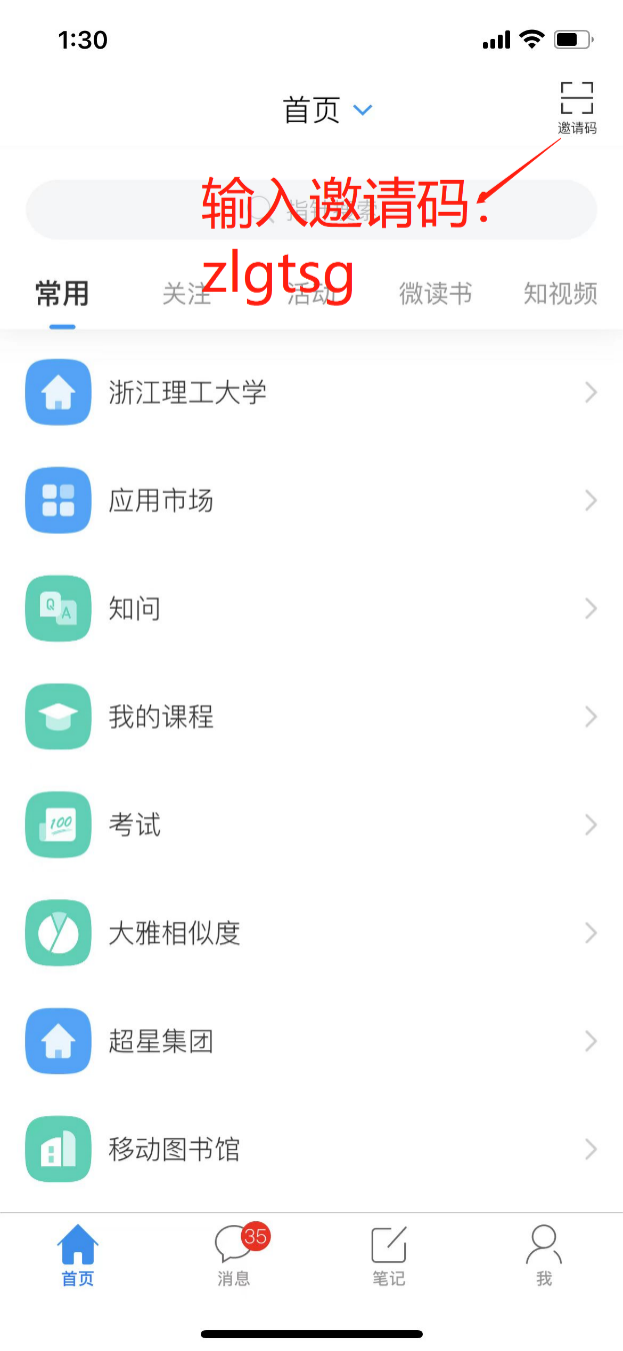 1:30
首页
邀请码
输入邀请码：
zlgtsg
常用 关注 活动 微读书 知视频
浙江理工大学
应用市场
Q A 知问
我的课程
100 考试
大雅相似度
超星集团
移动图书馆
35
首页 消息 笔记 我